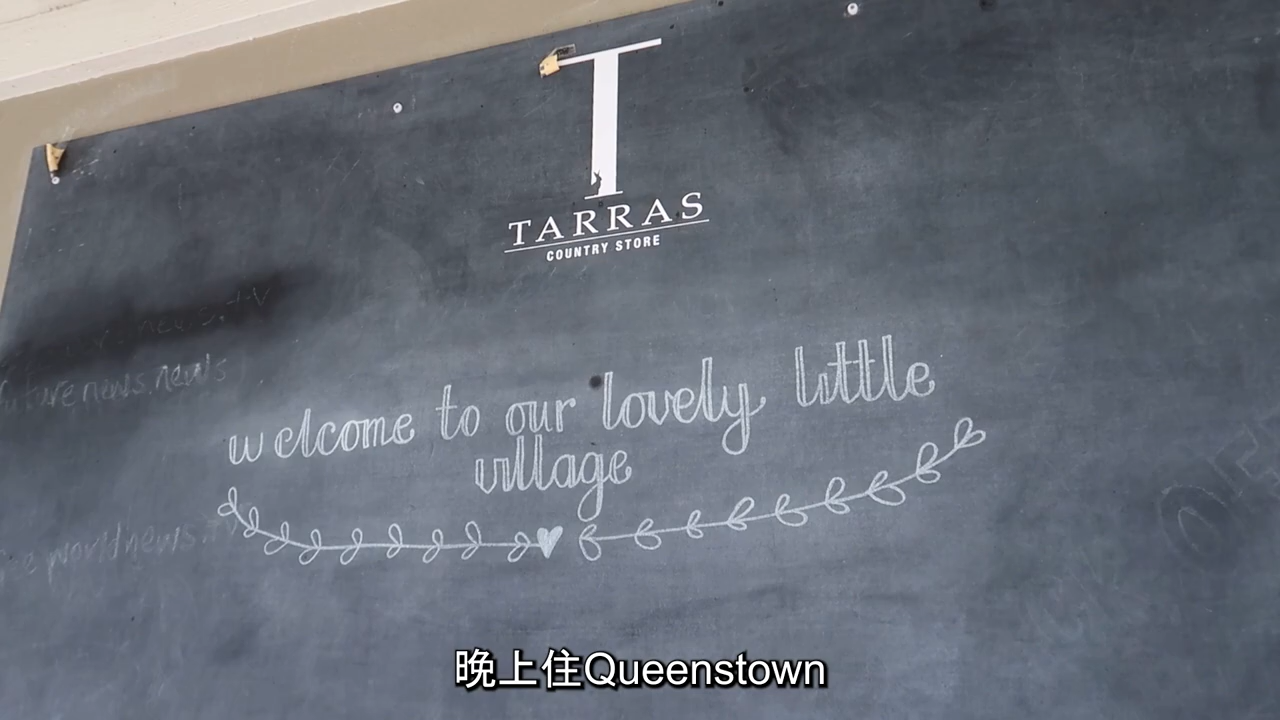 T
TARRAS
COUNTRY STORE
welcome to our lovely little
village
晚上住Queenstown